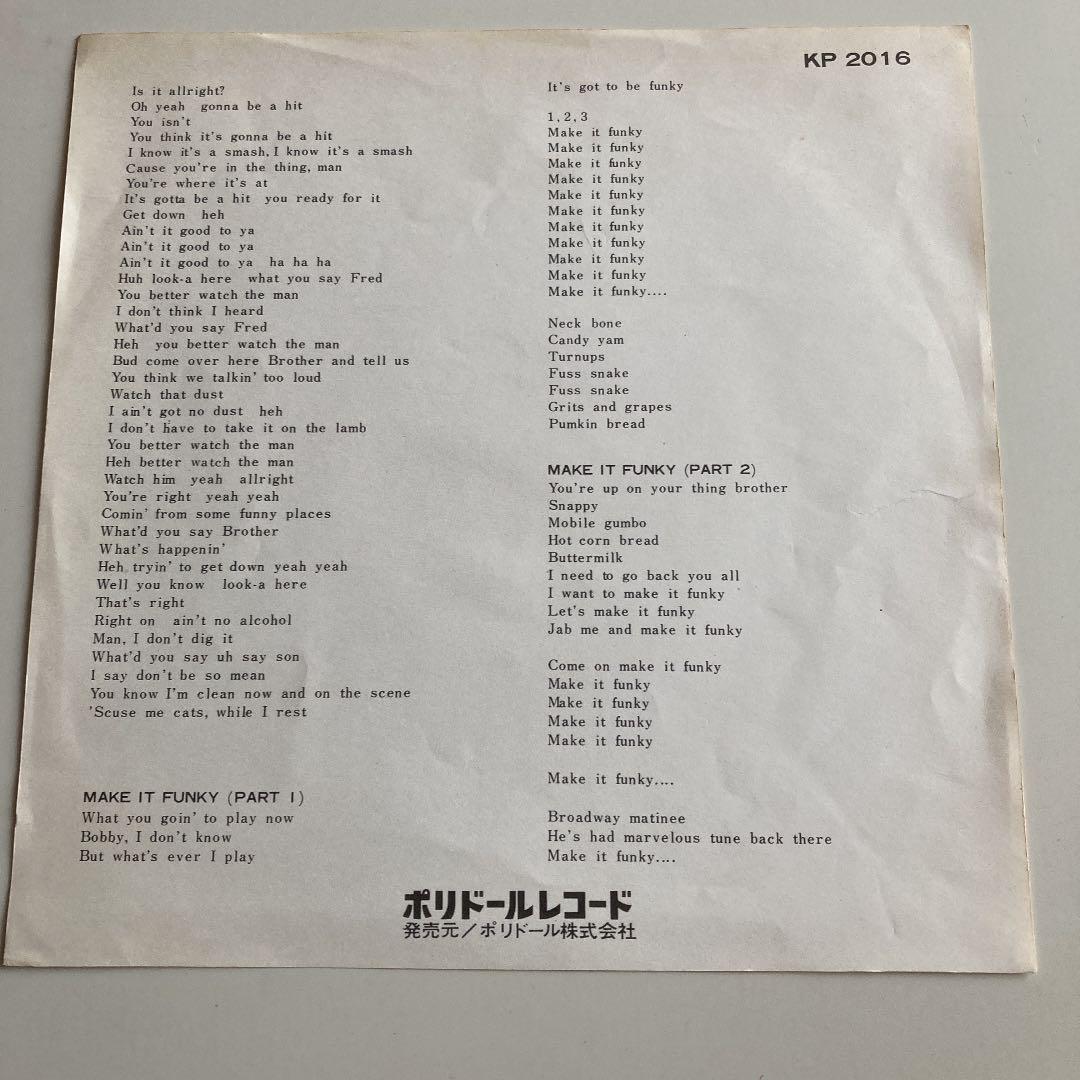 KP 2016
Is it allright?
Oh yeah gonna be a hit
You isn't
You think it's gonna be a hit
I know it's a smash, I know it's a smash
Cause you're in the thing, man
You're where it's at
It's gotta be a hit you ready for it
Get down heh
Ain't it good to ya
Ain't it good to ya
Ain't it good to ya ha ha ha
Huh look-a here what you say Fred
You better watch the man
I don't think I heard
What'd you say Fred
Heh you better watch the man
Bud come over here Brother and tell us
You think we talkin' too loud
Watch that dust
I ain't got no dust heh
I don't have to take it on the lamb
You better watch the man
Heh better watch the man
Watch him yeah allright
You're right yeah yeah
Comin' from some funny places
What'd you say Brother
What's happenin'
Heh tryin' to get down yeah yeah
Well you know look-a here
That's right
Right on ain't no alcohol
Man, I don't dig it
What'd you say uh say son
I say don't be so mean
You know I'm clean now and on the scene
'Scuse me cats, while I rest
MAKE IT FUNKY (PART 1)
What you goin' to play now
Bobby, I don't know
But what's ever I play
It's got to be funky
1, 2, 3
Make it funky
Make it funky
Make it funky
Make it funky
Make it funky
Make it funky
Make it funky
Make it funky
Make it funky
Make it funky
Make it funky....
Neck bone
Candy yam
Turnups
Fuss snake
Fuss snake
Grits and grapes
Pumkin bread
MAKE IT FUNKY (PART 2)
You're up on your thing brother
Snappy
Mobile gumbo
Hot corn bread
Buttermilk
I need to go back you all
I want to make it funky
Let's make it funky
Jab me and make it funky
Come on make it funky
Make it funky
Make it funky
Make it funky
Make it funky
Make it funky....
Broadway matinee
He's had marvelous tune back there
Make it funky....
ポリドールレコード
発売元／ポリドール株式会社